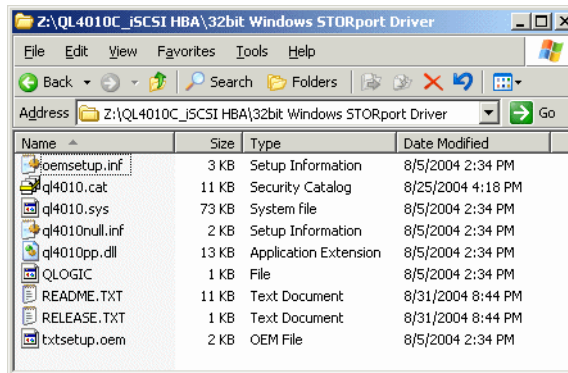 Z:\QL4010C_iSCSI HBA\32bit Windows STORport Driver
File Edit View Favorites Tools Help
Back Search Folders
Address Z:\QL4010C_iSCSI HBA\32bit Windows STORport Driver Go
Name Size Type Date Modified
oemsetup.inf 3 KB Setup Information 8/5/2004 2:34 PM
ql4010.cat 11 KB Security Catalog 8/25/2004 4:18 PM
ql4010.sys 73 KB System file 8/5/2004 2:34 PM
ql4010null.inf 2 KB Setup Information 8/5/2004 2:34 PM
ql4010pp.dll 13 KB Application Extension 8/5/2004 2:34 PM
QLOGIC 1 KB File 8/5/2004 2:34 PM
README.TXT 11 KB Text Document 8/31/2004 8:44 PM
RELEASE.TXT 1 KB Text Document 8/31/2004 8:44 PM
txtsetup.oem 2 KB OEM File 8/5/2004 2:34 PM